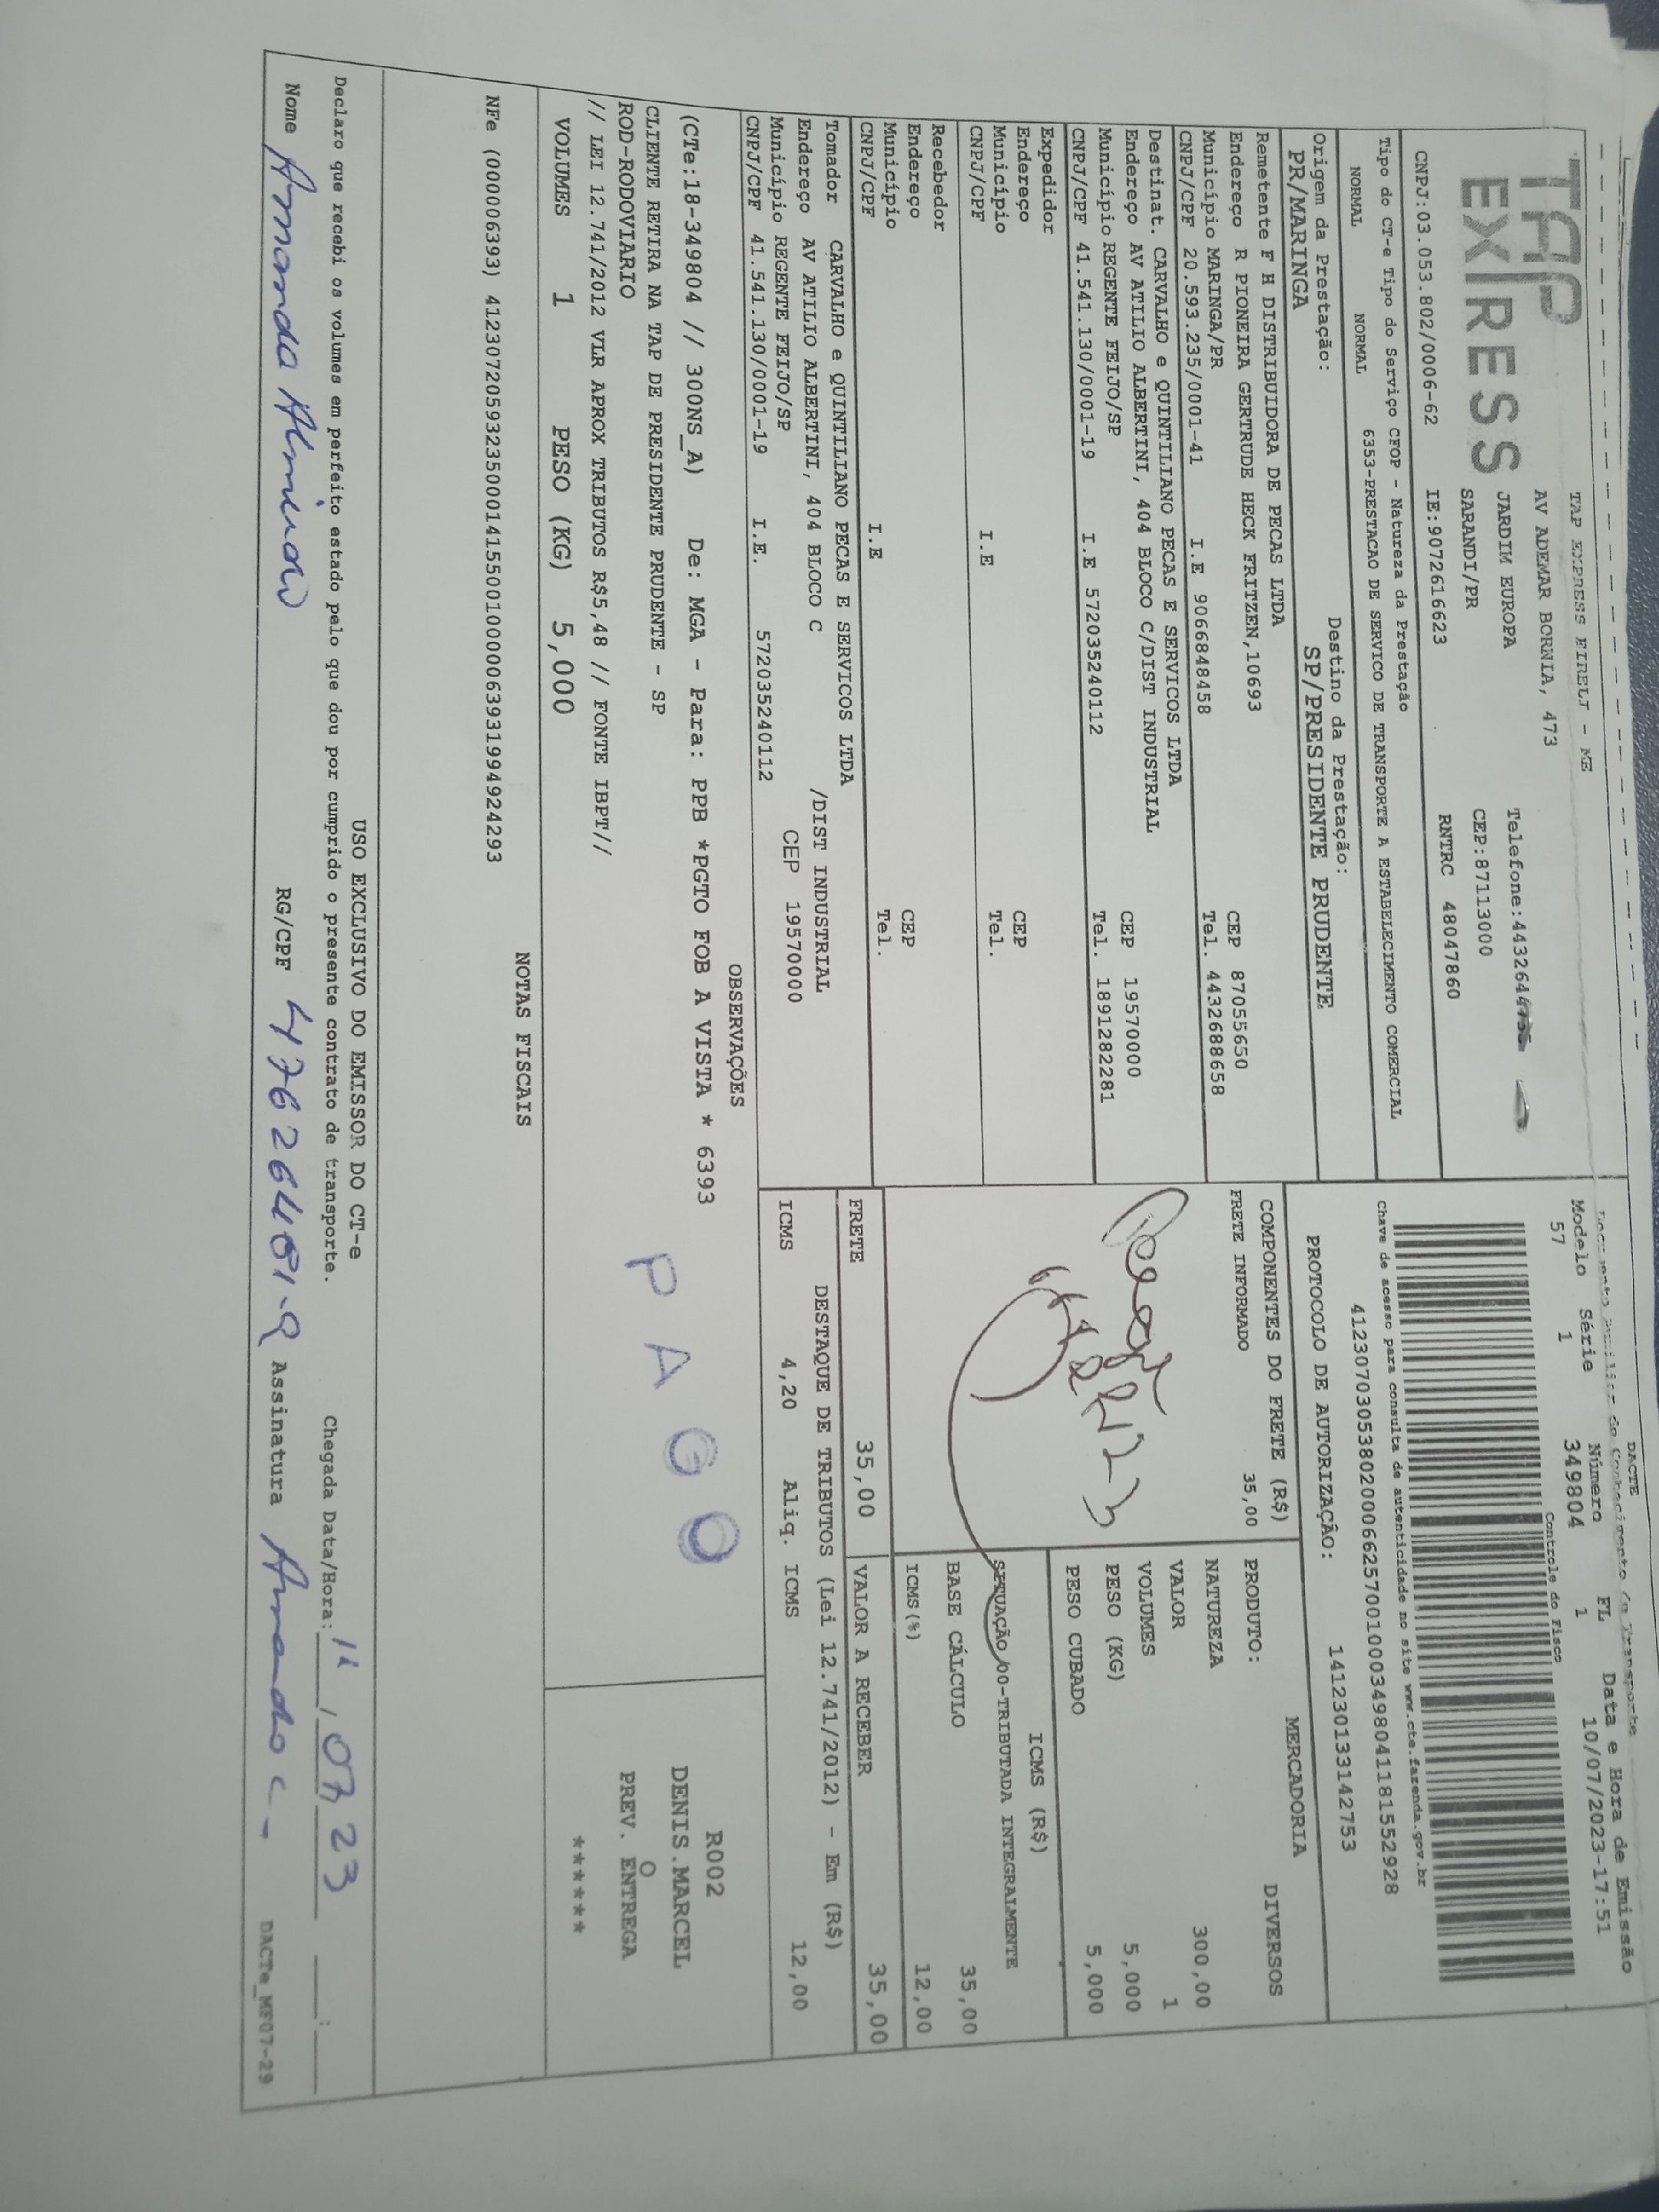 TAP
EXPRESS
TAP EXPRESS EIRELI - ME
AV ADEMAR BORNIA, 473
JARDIM EUROPA
SARANDI/PR
CEP:87113000
CNPJ:03.053.802/0006-62 IE:9072616623 RNTRC 48047860
Tipo do CT-e Tipo do Serviço CFOP - Natureza da Prestação
NORMAL NORMAL 6353-PRESTACAO DE SERVICO DE TRANSPORTE A ESTABELECIMENTO COMERCIAL
Origem da Prestação: Destino da Prestação:
PR/MARINGA SP/PRESIDENTE PRUDENTE
Remetente F H DISTRIBUIDORA DE PECAS LTDA
Endereço R PIONEIRA GERTRUDE HECK FRITZEN,10693 CEP 87055650
Município MARINGA/PR Tel. 4432688658
CNPJ/CPF 20.593.235/0001-41 I.E 9066848458
Destinat. CARVALHO e QUINTILIANO PECAS E SERVICOS LTDA
Endereço AV ATILIO ALBERTINI, 404 BLOCO C/DIST INDUSTRIAL
Município REGENTE FEIJO/SP CEP 19570000
CNPJ/CPF 41.541.130/0001-19 I.E 572035240112 Tel. 1891282281
Expedidor
Endereço
Município CEP
CNPJ/CPF I.E Tel.
Recebedor
Endereço
Município CEP
CNPJ/CPF I.E Tel.
Tomador CARVALHO e QUINTILIANO PECAS E SERVICOS LTDA
Endereço AV ATILIO ALBERTINI, 404 BLOCO C /DIST INDUSTRIAL
Município REGENTE FEIJO/SP CEP 19570000
CNPJ/CPF 41.541.130/0001-19 I.E. 572035240112
DACTE
Modelo Série Número FL Data e Hora de Emissão
57 1 349804 1 10/07/2023-17:51
Controle do Fisco
Chave de acesso para consulta de autenticidade no site www.cte.fazenda.gov.br
41230703053802000662570010003498041181552928
PROTOCOLO DE AUTORIZAÇÃO: 141230133142753
COMPONENTES DO FRETE (R$)
FRETE INFORMADO 35,00
MERCADORIA
PRODUTO: DIVERSOS
NATUREZA
VALOR 300,00
VOLUMES 1
PESO (KG) 5,000
PESO CUBADO 5,000
ICMS (R$)
SITUAÇÃO 00-TRIBUTADA INTEGRALMENTE
BASE CÁLCULO 35,00
ICMS(%) 12,00
FRETE 35,00 VALOR A RECEBER 35,00
DESTAQUE DE TRIBUTOS (Lei 12.741/2012) - Em (R$)
ICMS 4,20 Aliq. ICMS 12,00
OBSERVAÇÕES
(CTe:18-349804 // 300NS_A) De: MGA - Para: PPB *PGTO FOB A VISTA * 6393
CLIENTE RETIRA NA TAP DE PRESIDENTE PRUDENTE - SP
ROD-RODOVIARIO
// LEI 12.741/2012 VLR APROX TRIBUTOS R$5,48 // FONTE IBPT//
PAGO
R002
DENIS.MARCEL
PREV. ENTREGA
*******
VOLUMES 1 PESO (KG) 5,000
NOTAS FISCAIS
NFe (000006393) 41230720593235000141550010000063931994924293
USO EXCLUSIVO DO EMISSOR DO CT-e
Declaro que recebi os volumes em perfeito estado pelo que dou por cumprido o presente contrato de transporte. Chegada Data/Hora: 11 / 07 / 23
Nome Amanda RG/CPF 476264181-9 Assinatura Amanda C
DACTe_MF07-29